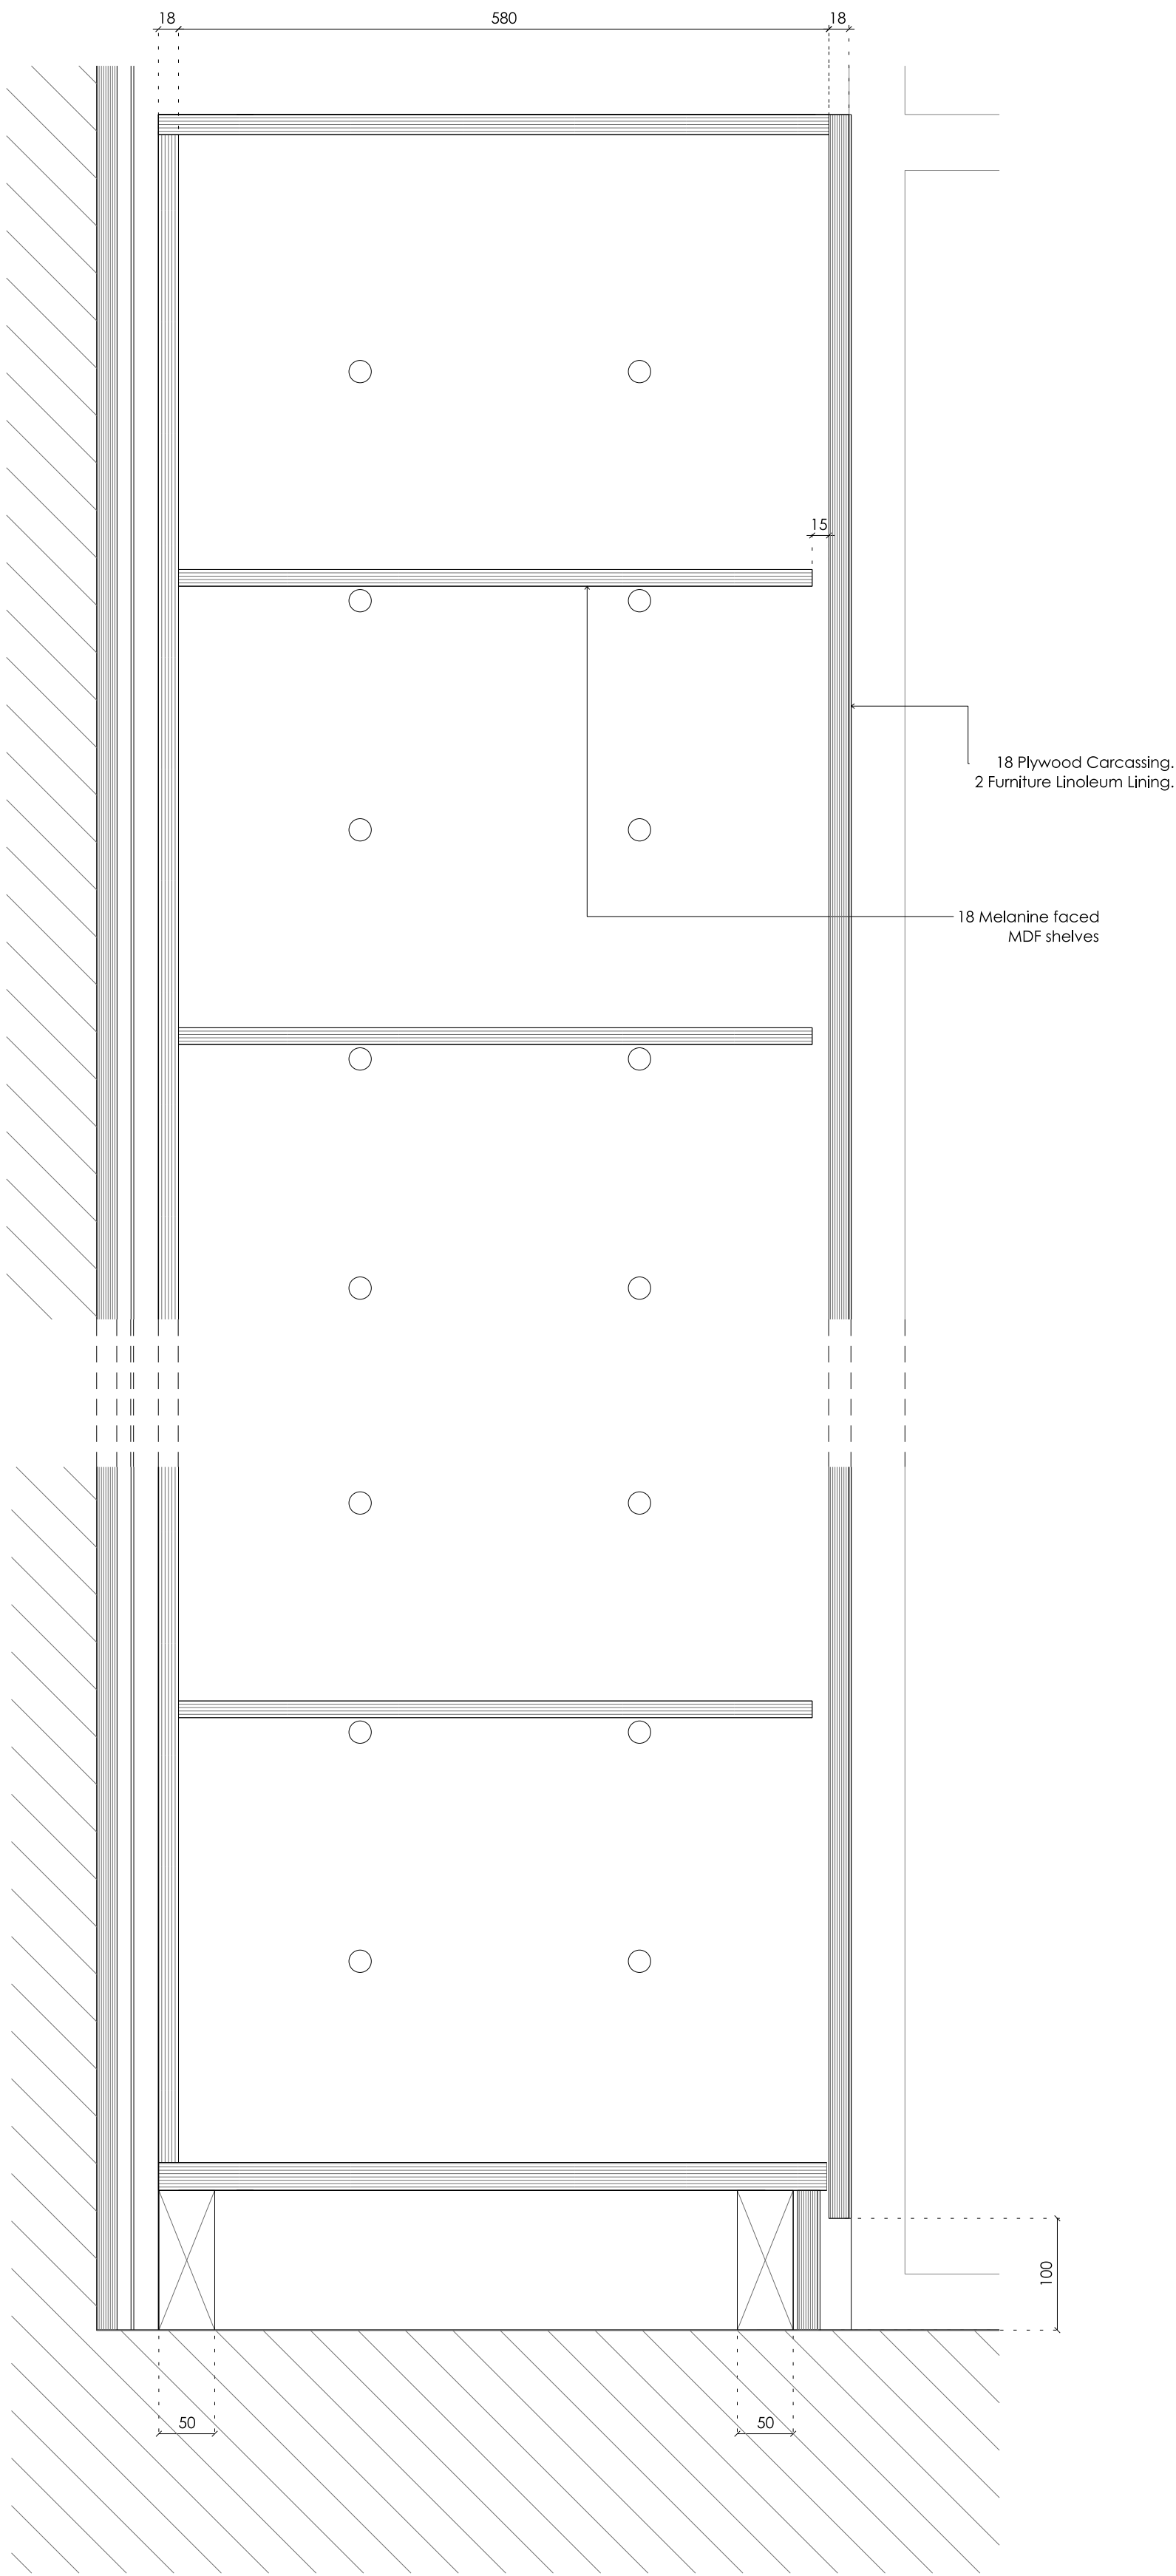 18 580 18
15
18 Plywood Carcassing.
2 Furniture Linoleum Lining.
18 Melanine faced
MDF shelves
100
50 50